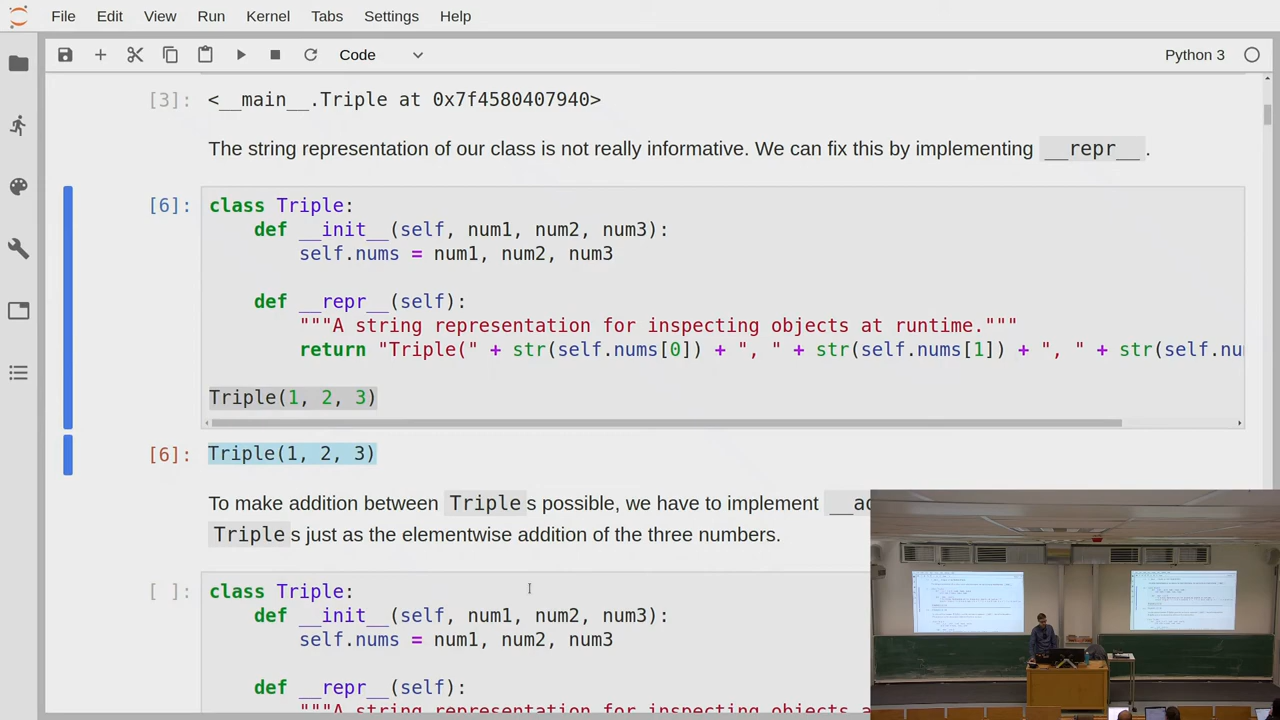 File Edit View Run Kernel Tabs Settings Help
Code Python 3
[3]: <__main__.Triple at 0x7f4580407940>
The string representation of our class is not really informative. We can fix this by implementing __repr__.
[6]: class Triple:
def __init__(self, num1, num2, num3):
self.nums = num1, num2, num3
def __repr__(self):
"""A string representation for inspecting objects at runtime."""
return "Triple(" + str(self.nums[0]) + ", " + str(self.nums[1]) + ", " + str(self.nu
Triple(1, 2, 3)
[6]: Triple(1, 2, 3)
To make addition between Triples possible, we have to implement
Triples just as the elementwise addition of the three numbers.
[ ]: class Triple:
def __init__(self, num1, num2, num3):
self.nums = num1, num2, num3
def __repr__(self):
"""A string representation for inspecting objects